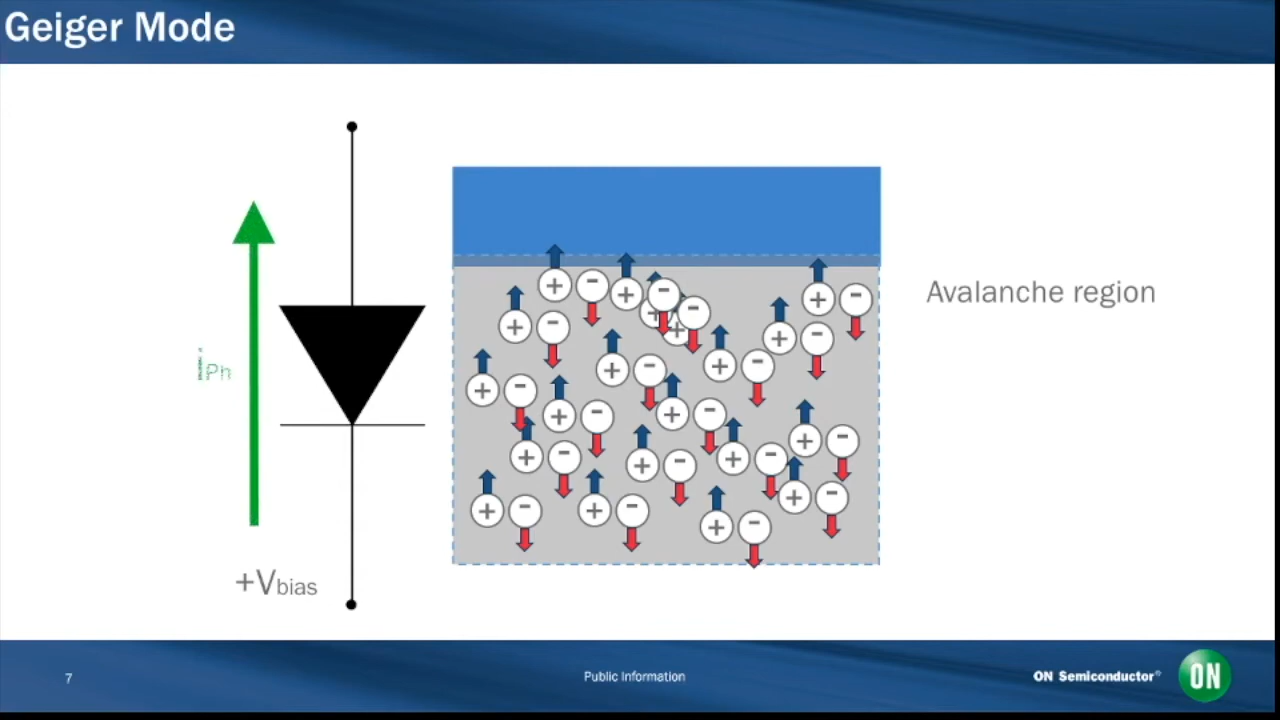 Geiger Mode
Avalanche region
+Vbias
7
Public Information
ON Semiconductor®
ON